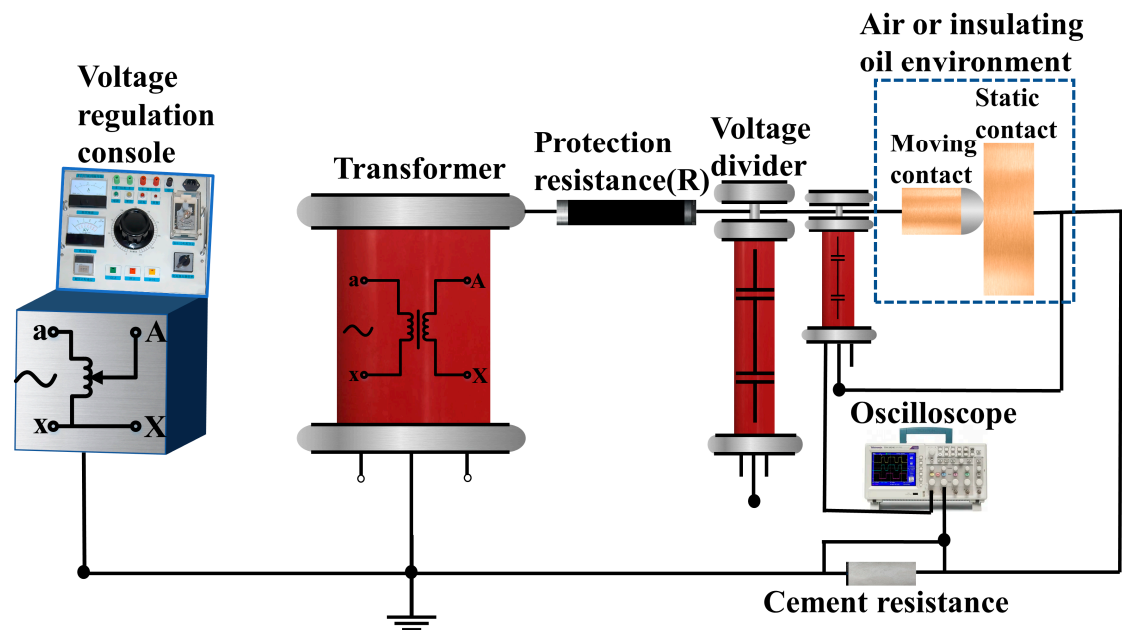 Air or insulating
oil environment
Voltage
regulation
console
Static
contact
Voltage
divider
Protection
resistance(R)
Moving
contact
Transformer
a
A
x
X
a
A
x
X
Oscilloscope
Cement resistance